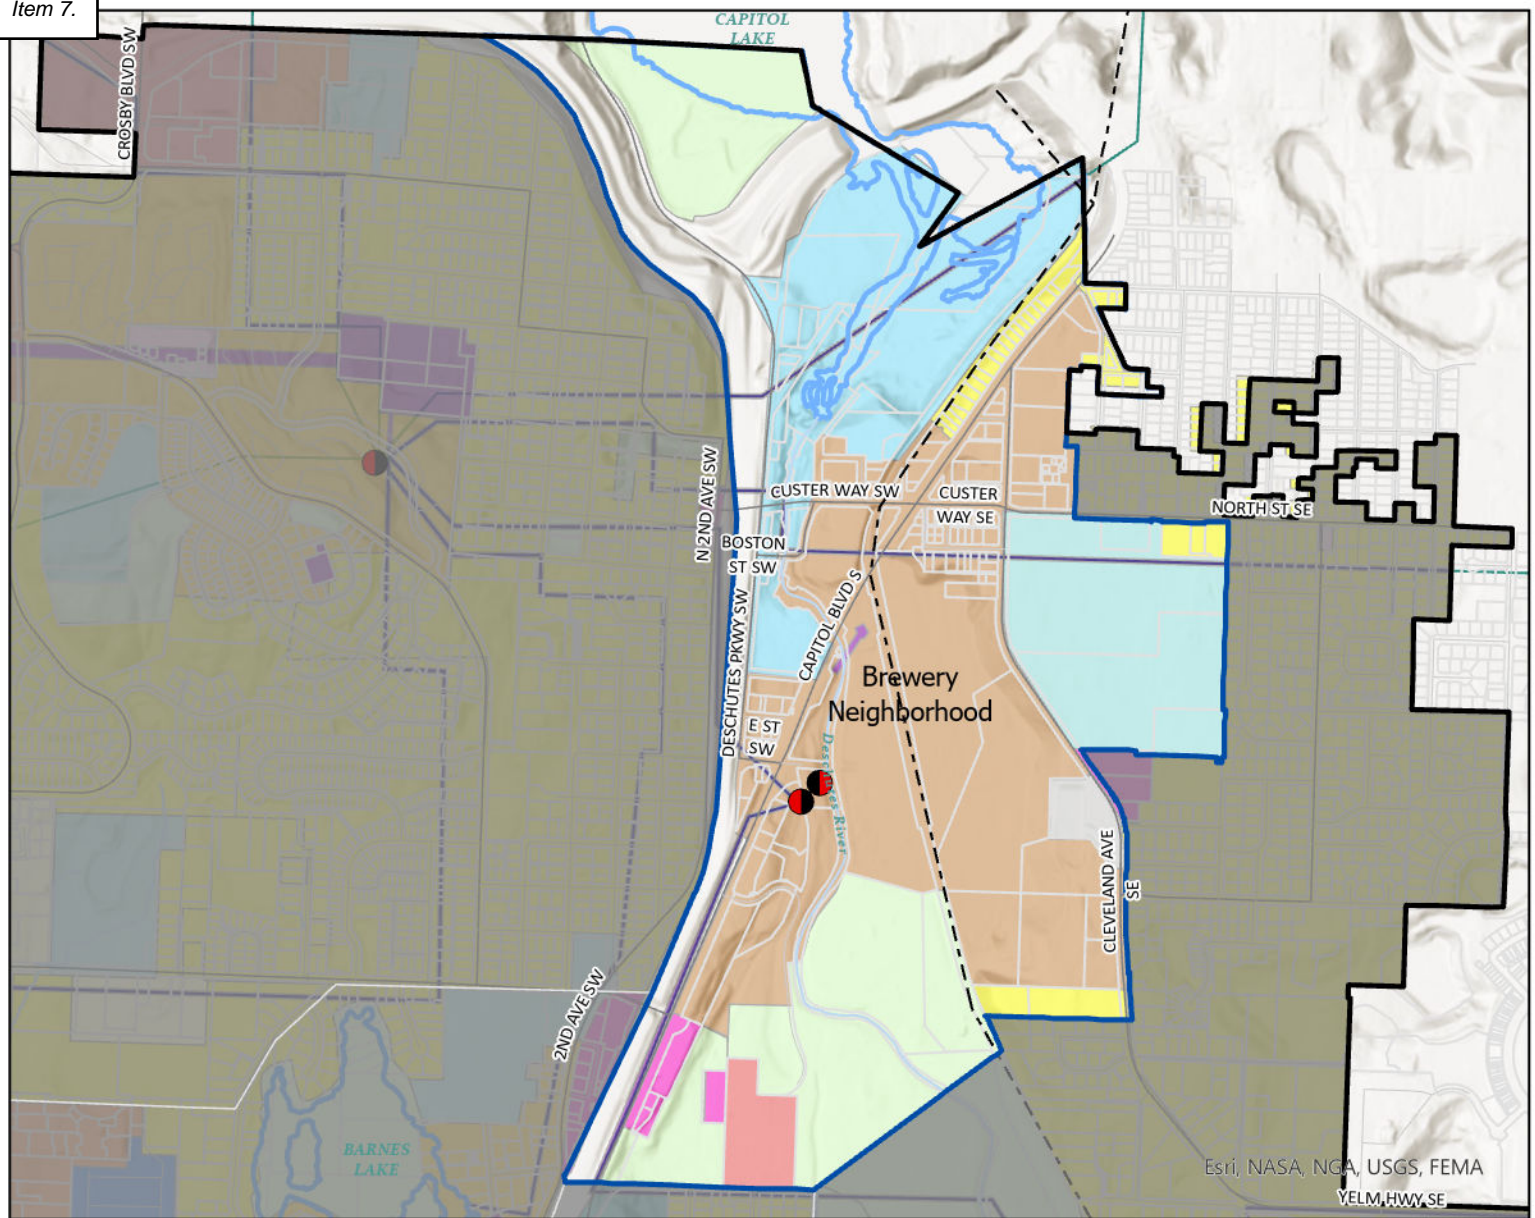 Item 7.
CAPITOL
LAKE
CROSBY BLVD SW
N 2ND AVE SW
CUSTER WAY SW
CUSTER
WAY SE
NORTH ST SE
BOSTON
ST SW
DESCHUTES PKWY SW
CAPITOL BLVD S
Brewery
Neighborhood
E ST
SW
Deschutes River
CLEVELAND AVE
SE
2ND AVE SW
BARNES
LAKE
Esri, NASA, NGA, USGS, FEMA
YELM HWY SE